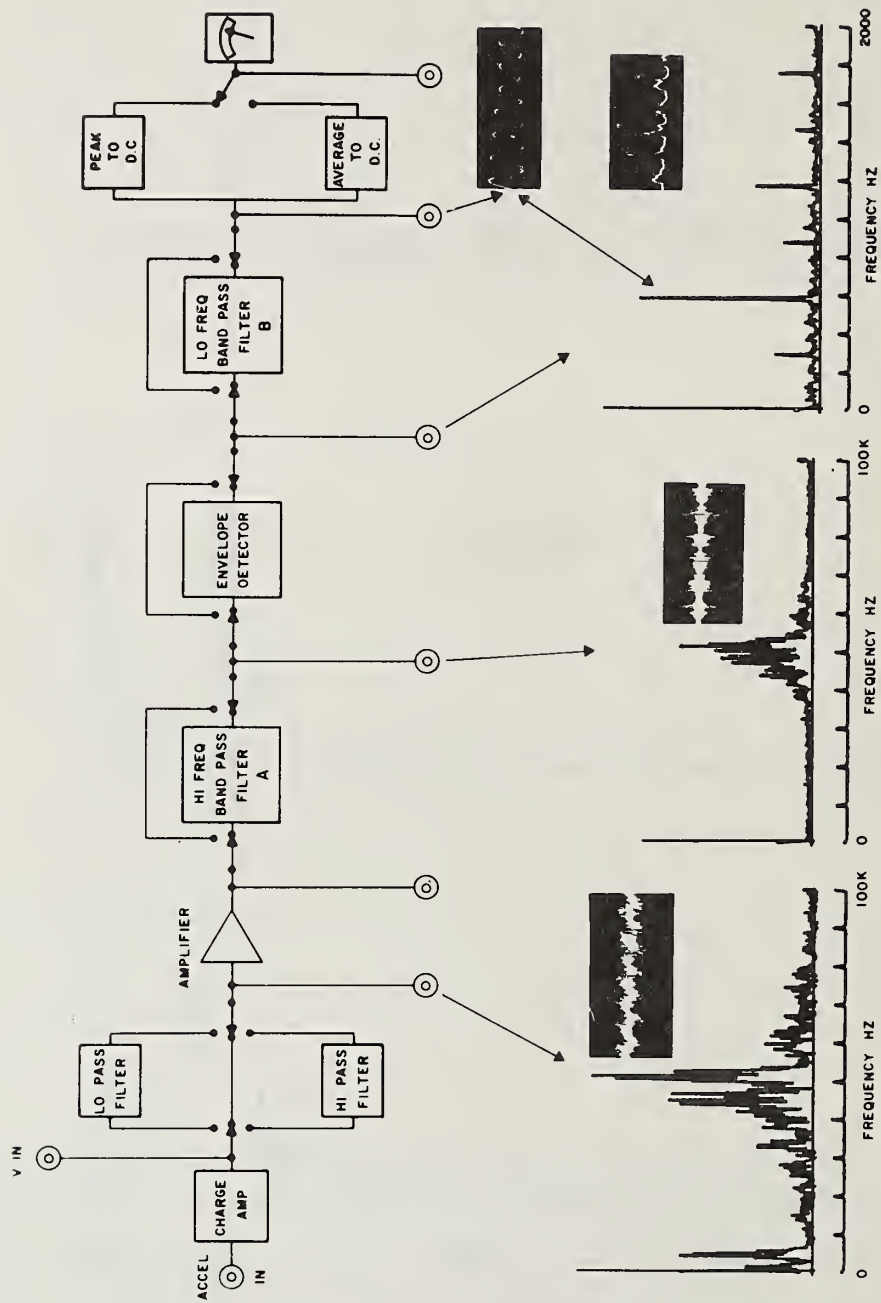 V IN
ACCEL
IN
CHARGE
AMP
LO PASS
FILTER
HI PASS
FILTER
AMPLIFIER
HI FREQ
BAND PASS
FILTER
A
ENVELOPE
DETECTOR
LO FREQ
BAND PASS
FILTER
B
PEAK
TO
D.C.
AVERAGE
TO D.C.
0
100K
FREQUENCY HZ
0
100K
FREQUENCY HZ
0
2000
FREQUENCY HZ